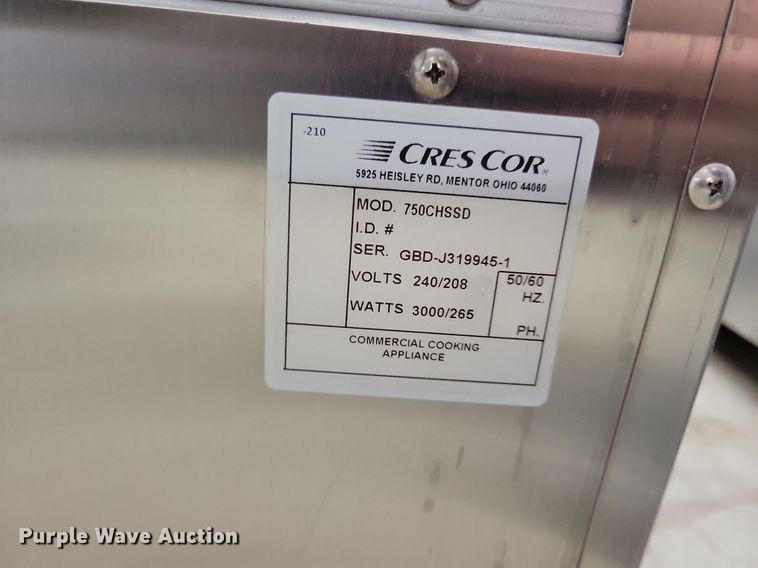 -210
CRES COR
5925 HEISLEY RD, MENTOR OHIO 44060
MOD. 750CHSSD
I.D. #
SER. GBD-J319945-1
VOLTS 240/208
50/60
HZ.
WATTS 3000/265
PH.
COMMERCIAL COOKING
APPLIANCE
Purple Wave Auction